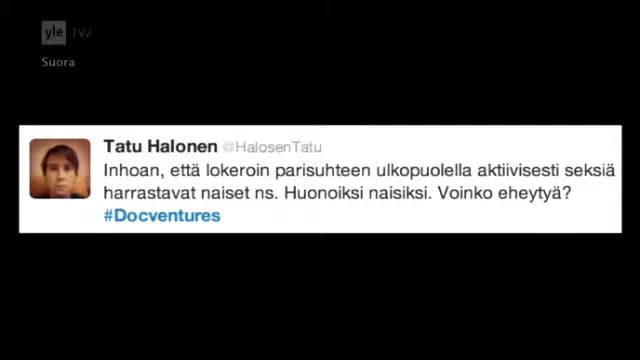 yle TV2
Suora
Tatu Halonen @HalosenTatu
Inhoan, että lokeroin parisuhteen ulkopuolella aktiivisesti seksiä
harrastavat naiset ns. Huonoiksi naisiksi. Voinko eheytyä?
#Docventures